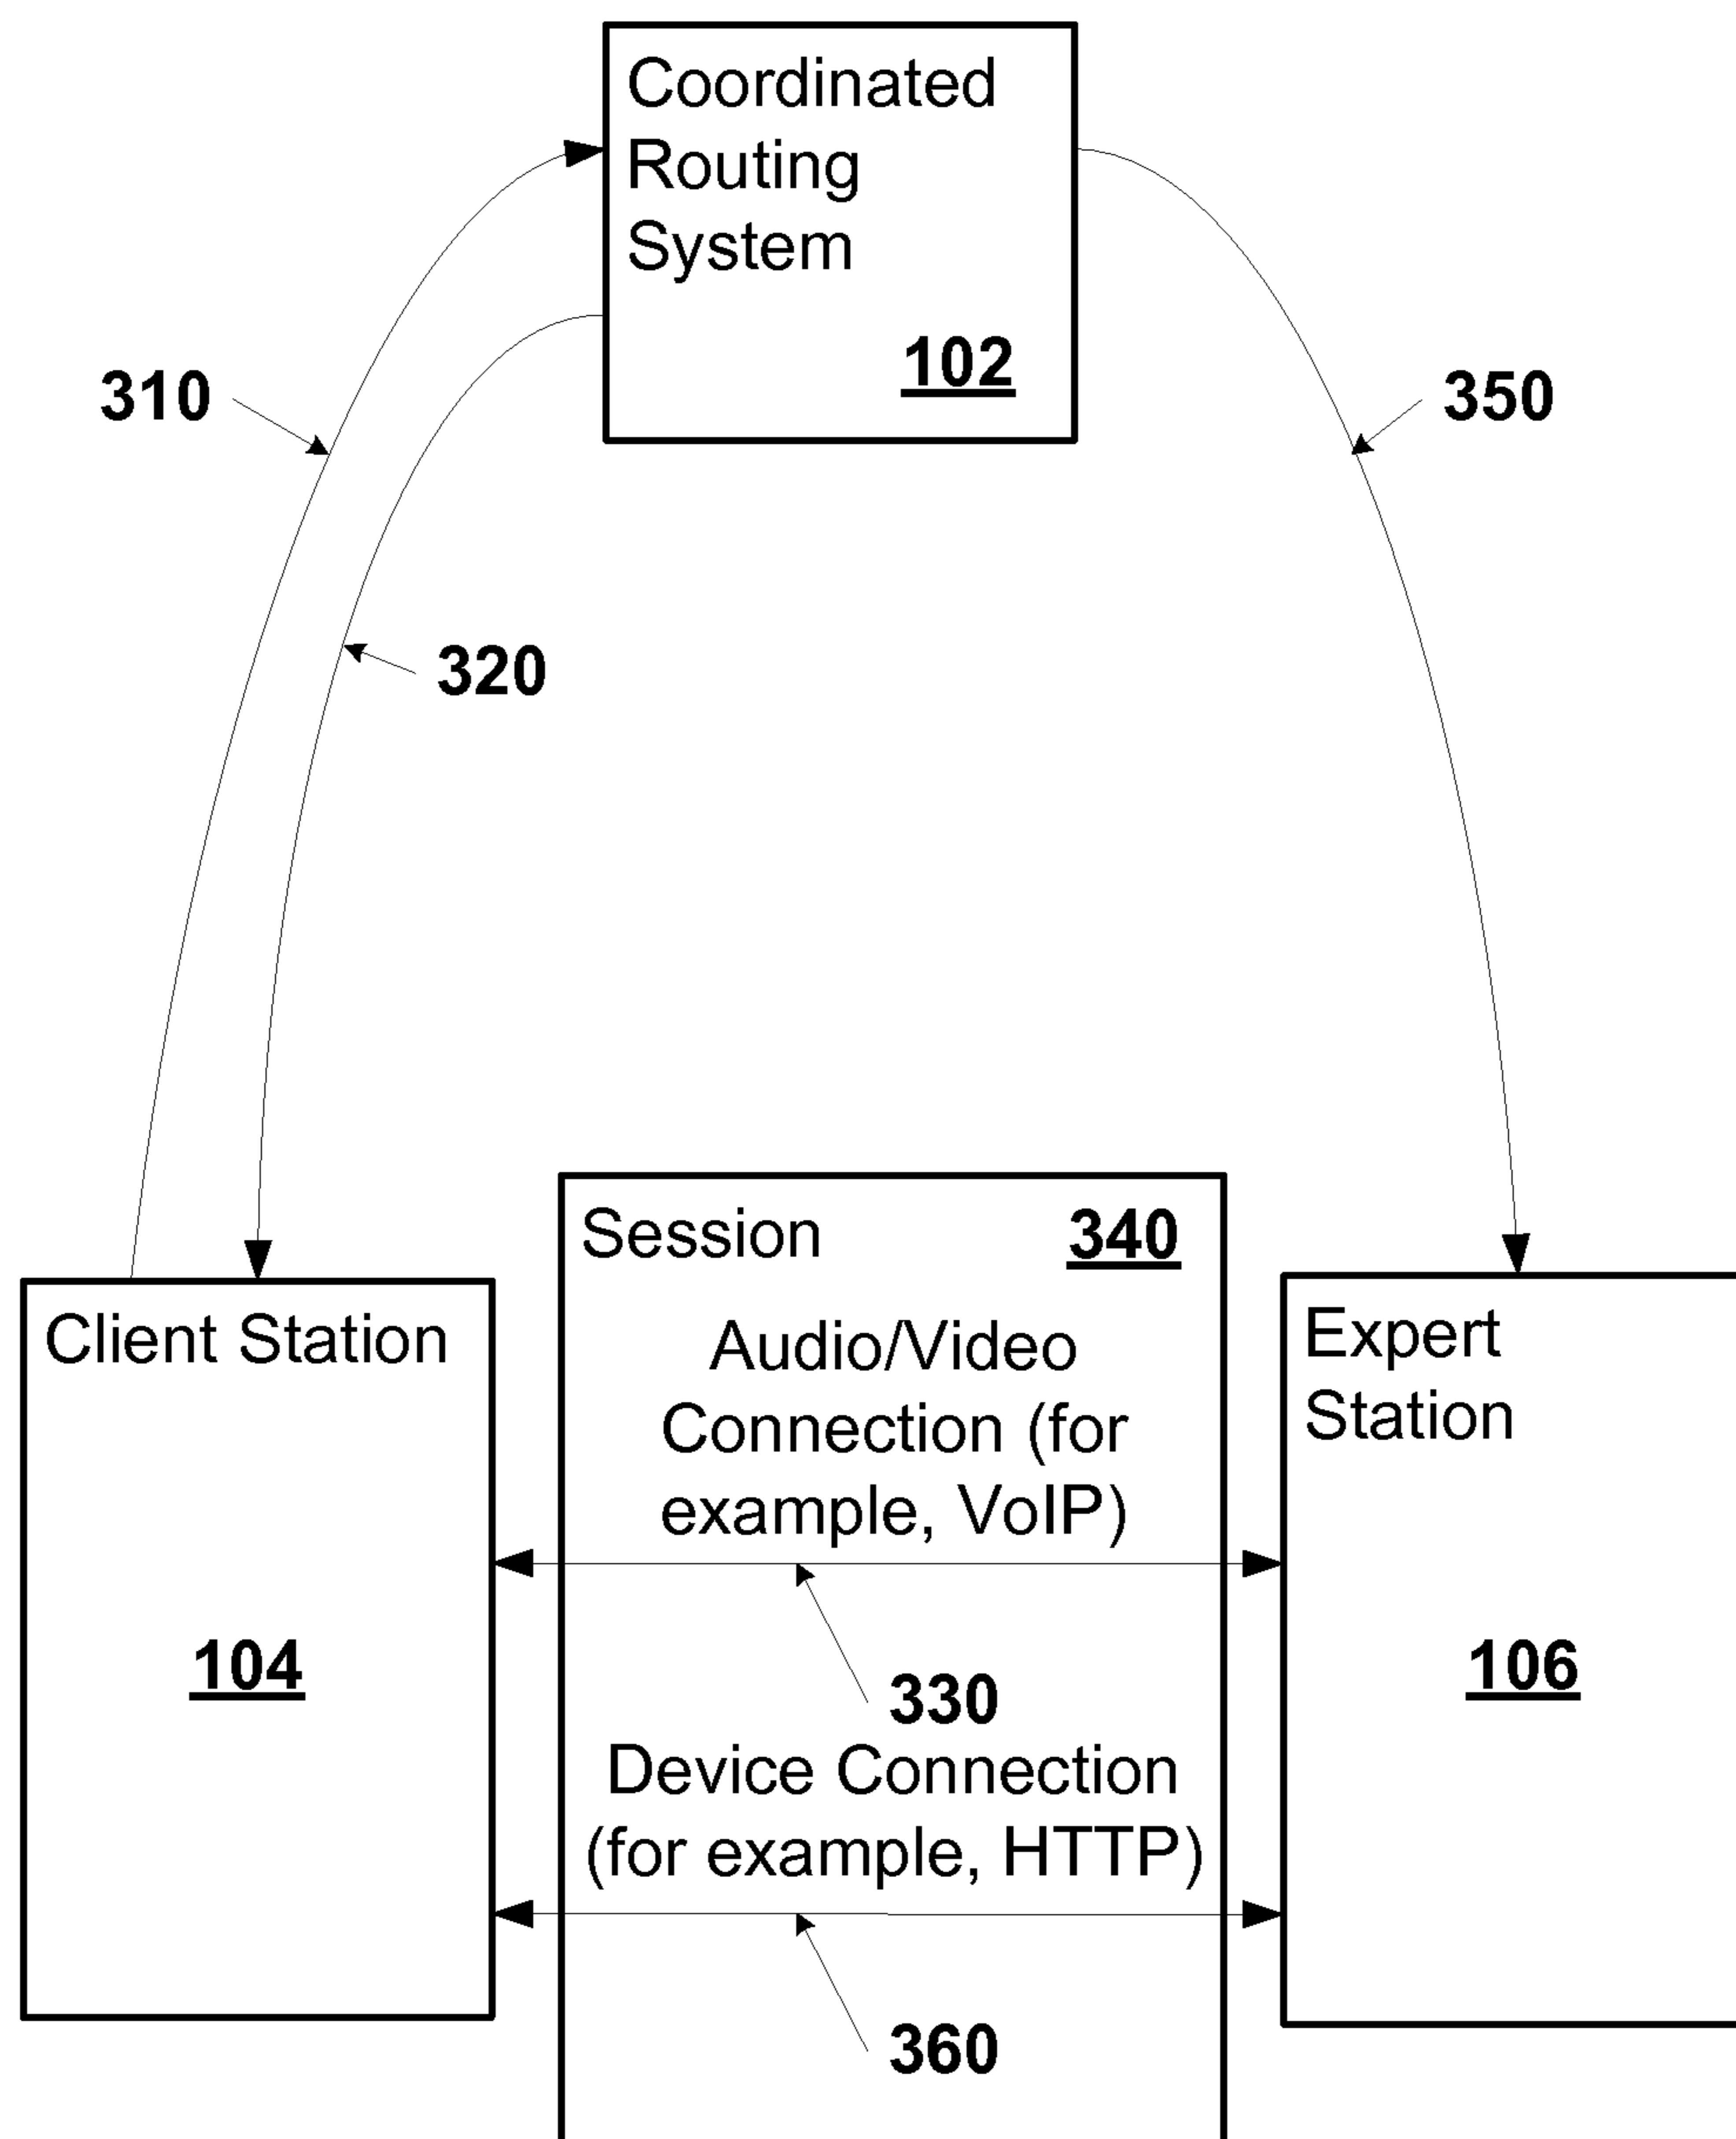 Coordinated
Routing
System
102
310
350
320
Session
340
Client Station
Audio/Video
Connection (for
example, VoIP)
Expert
Station
104
106
330
Device Connection
(for example, HTTP)
360